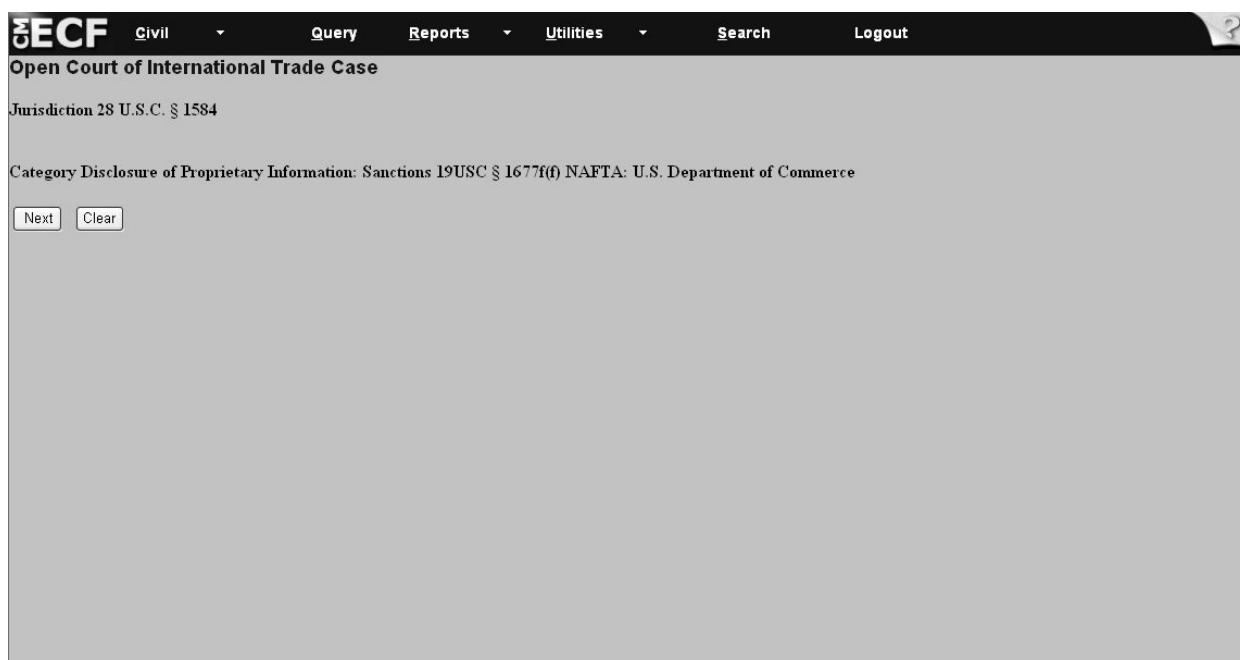 CM ECF Civil Query Reports Utilities Search Logout ?
Open Court of International Trade Case
Jurisdiction 28 U.S.C. § 1584
Category Disclosure of Proprietary Information: Sanctions 19USC § 1677f(f) NAFTA: U.S. Department of Commerce
Next Clear